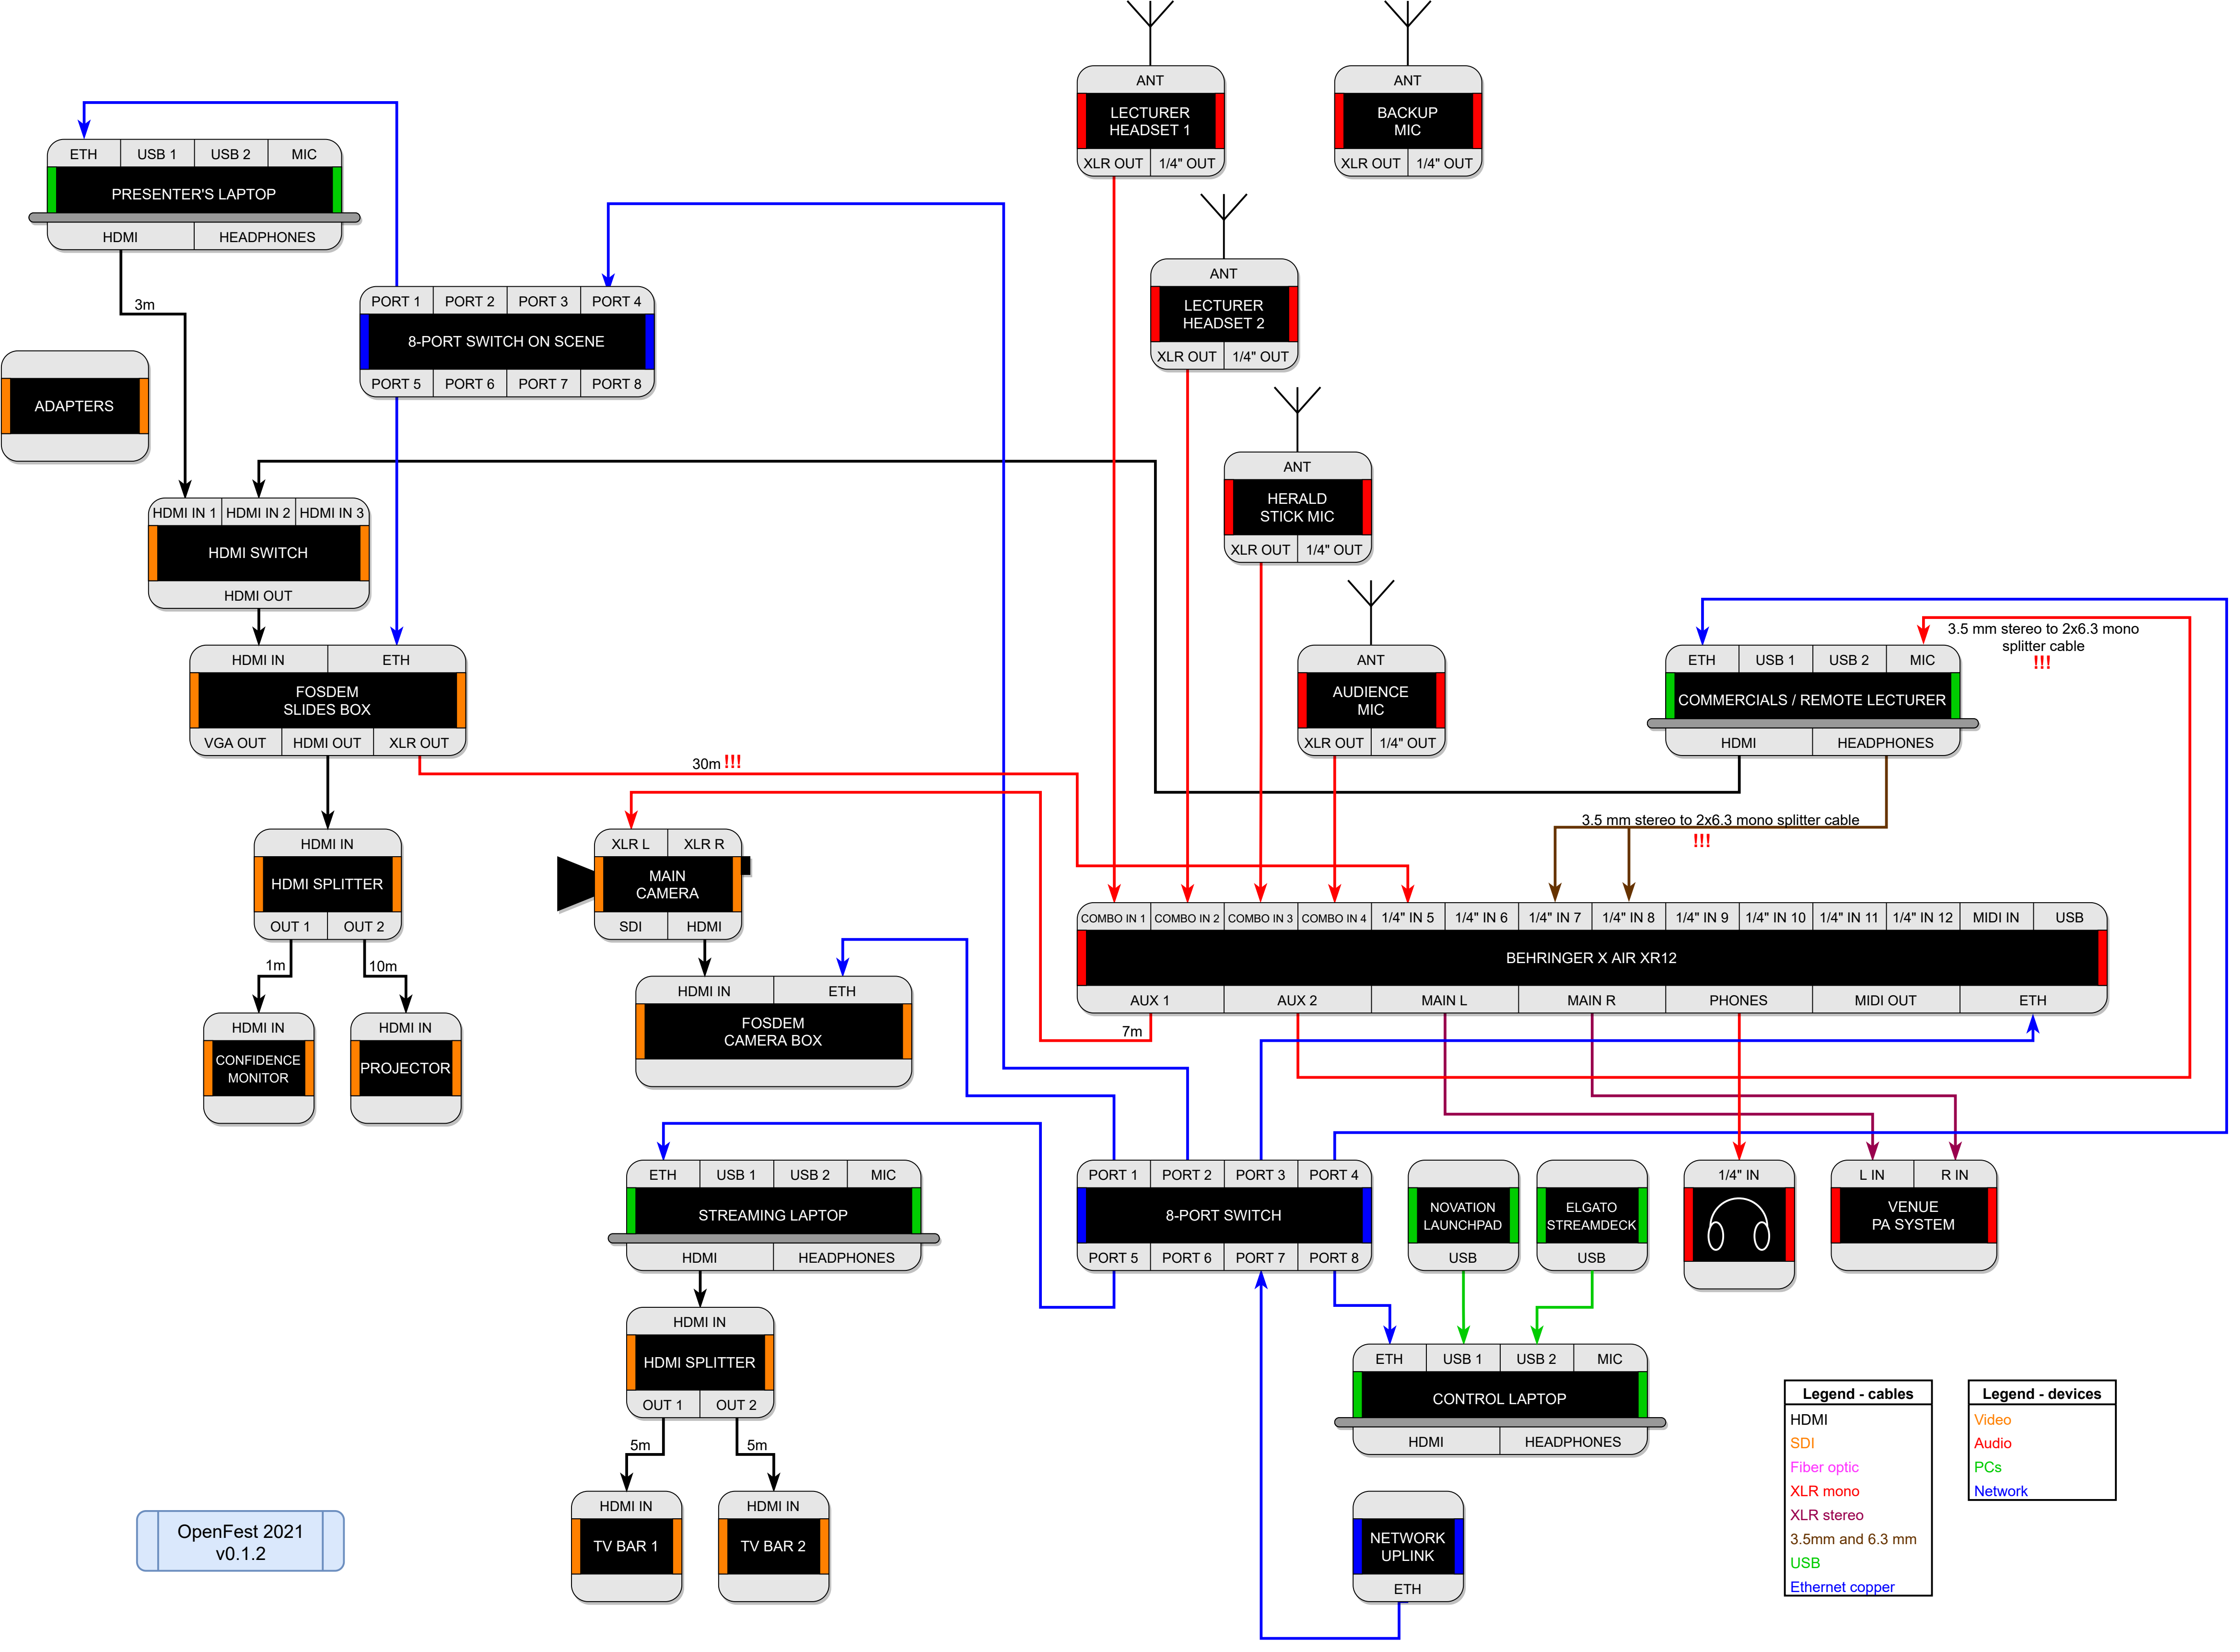 ANT
LECTURER
HEADSET 1
XLR OUT
1/4" OUT
ANT
BACKUP
MIC
XLR OUT
1/4" OUT
ETH
USB 1
USB 2
MIC
PRESENTER'S LAPTOP
HDMI
HEADPHONES
3m
ANT
LECTURER
HEADSET 2
XLR OUT
1/4" OUT
PORT 1
PORT 2
PORT 3
PORT 4
8-PORT SWITCH ON SCENE
PORT 5
PORT 6
PORT 7
PORT 8
ADAPTERS
ANT
HERALD
STICK MIC
XLR OUT
1/4" OUT
HDMI IN 1
HDMI IN 2
HDMI IN 3
HDMI SWITCH
HDMI OUT
HDMI IN
ETH
FOSDEM
SLIDES BOX
VGA OUT
HDMI OUT
XLR OUT
30m !!!
ANT
AUDIENCE
MIC
XLR OUT
1/4" OUT
ETH
USB 1
USB 2
MIC
COMMERCIALS / REMOTE LECTURER
HDMI
HEADPHONES
3.5 mm stereo to 2x6.3 mono
splitter cable
!!!
3.5 mm stereo to 2x6.3 mono splitter cable
!!!
HDMI IN
HDMI SPLITTER
OUT 1
OUT 2
1m
10m
HDMI IN
CONFIDENCE
MONITOR
HDMI IN
PROJECTOR
XLR L
XLR R
MAIN
CAMERA
SDI
HDMI
HDMI IN
ETH
FOSDEM
CAMERA BOX
COMBO IN 1
COMBO IN 2
COMBO IN 3
COMBO IN 4
1/4" IN 5
1/4" IN 6
1/4" IN 7
1/4" IN 8
1/4" IN 9
1/4" IN 10
1/4" IN 11
1/4" IN 12
MIDI IN
USB
BEHRINGER X AIR XR12
AUX 1
AUX 2
MAIN L
MAIN R
PHONES
MIDI OUT
ETH
7m
ETH
USB 1
USB 2
MIC
STREAMING LAPTOP
HDMI
HEADPHONES
PORT 1
PORT 2
PORT 3
PORT 4
8-PORT SWITCH
PORT 5
PORT 6
PORT 7
PORT 8
NOVATION
LAUNCHPAD
USB
ELGATO
STREAMDECK
USB
1/4" IN
L IN
R IN
VENUE
PA SYSTEM
HDMI IN
HDMI SPLITTER
OUT 1
OUT 2
5m
5m
HDMI IN
TV BAR 1
HDMI IN
TV BAR 2
ETH
USB 1
USB 2
MIC
CONTROL LAPTOP
HDMI
HEADPHONES
NETWORK
UPLINK
ETH
Legend - cables
HDMI
SDI
Fiber optic
XLR mono
XLR stereo
3.5mm and 6.3 mm
USB
Ethernet copper
Legend - devices
Video
Audio
PCs
Network
OpenFest 2021
v0.1.2